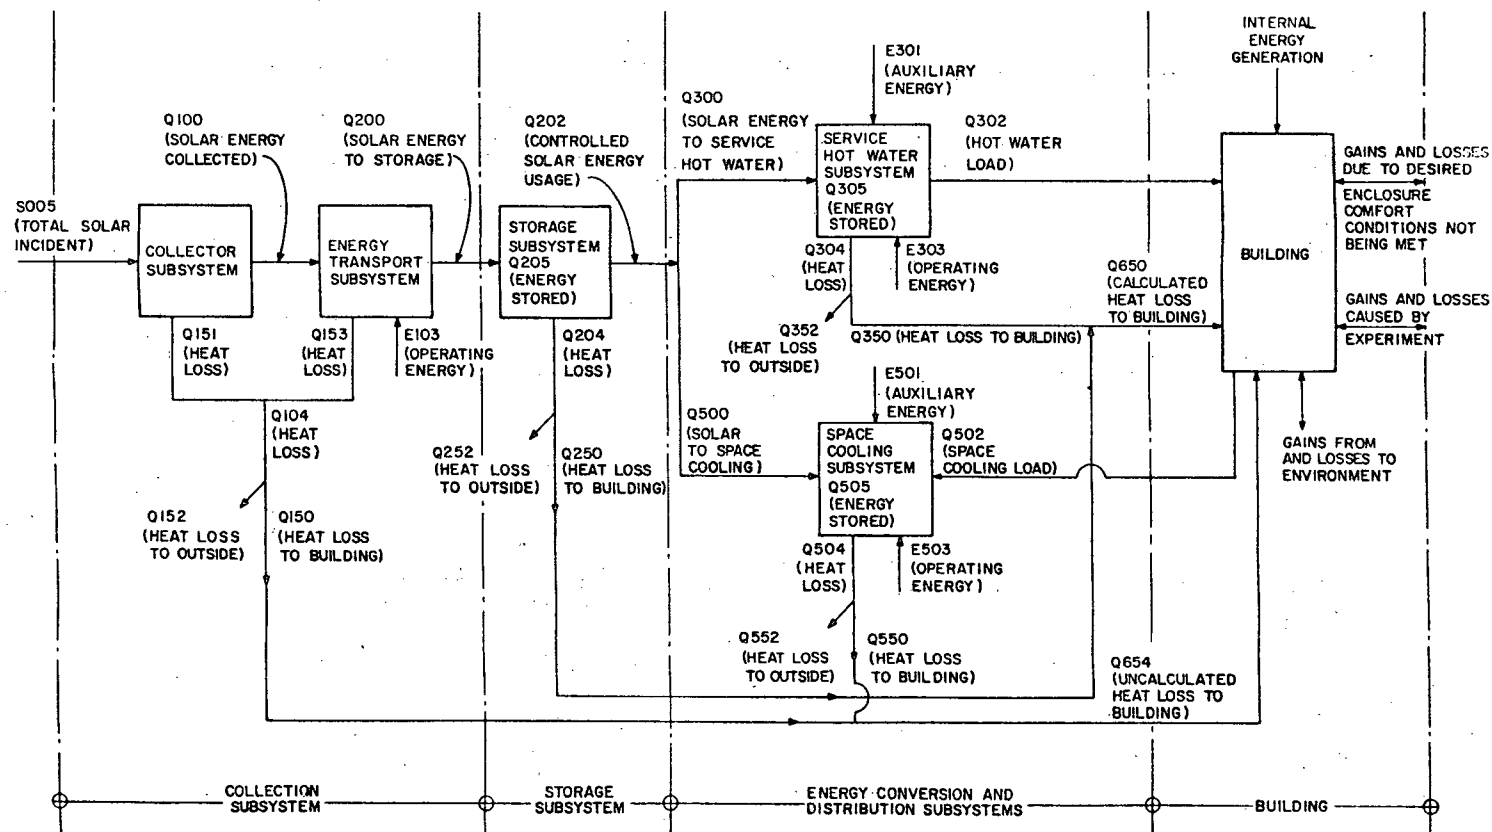 INTERNAL
ENERGY
GENERATION
E301
(AUXILIARY
ENERGY)
Q100
(SOLAR ENERGY
COLLECTED)
Q200
(SOLAR ENERGY
TO STORAGE)
Q202
(CONTROLLED
SOLAR ENERGY
USAGE)
Q300
(SOLAR ENERGY
TO SERVICE
HOT WATER)
SERVICE
HOT WATER
SUBSYSTEM
Q305
(ENERGY
STORED)
Q302
(HOT WATER
LOAD)
GAINS AND LOSSES
DUE TO DESIRED
ENCLOSURE
COMFORT
CONDITIONS NOT
BEING MET
S005
(TOTAL SOLAR
INCIDENT)
COLLECTOR
SUBSYSTEM
ENERGY
TRANSPORT
SUBSYSTEM
STORAGE
SUBSYSTEM
Q205
(ENERGY
STORED)
Q304
(HEAT
LOSS)
E303
(OPERATING
ENERGY)
Q650
(CALCULATED
HEAT LOSS
TO BUILDING)
BUILDING
GAINS AND LOSSES
CAUSED BY
EXPERIMENT
Q151
(HEAT
LOSS)
Q153
(HEAT
LOSS)
E103
(OPERATING
ENERGY)
Q204
(HEAT
LOSS)
Q352
(HEAT LOSS
TO OUTSIDE)
Q350 (HEAT LOSS TO BUILDING)
E501
(AUXILIARY
ENERGY)
Q104
(HEAT
LOSS)
Q252
(HEAT LOSS
TO OUTSIDE)
Q250
(HEAT LOSS
TO BUILDING)
Q500
(SOLAR
TO SPACE
COOLING)
SPACE
COOLING
SUBSYSTEM
Q505
(ENERGY
STORED)
Q502
(SPACE
COOLING LOAD)
GAINS FROM
AND LOSSES TO
ENVIRONMENT
Q152
(HEAT LOSS
TO OUTSIDE)
Q150
(HEAT LOSS
TO BUILDING)
Q504
(HEAT
LOSS)
E503
(OPERATING
ENERGY)
Q552
(HEAT LOSS
TO OUTSIDE)
Q550
(HEAT LOSS
TO BUILDING)
Q654
(UNCALCULATED
HEAT LOSS TO
BUILDING)
COLLECTION
SUBSYSTEM
STORAGE
SUBSYSTEM
ENERGY CONVERSION AND
DISTRIBUTION SUBSYSTEMS
BUILDING